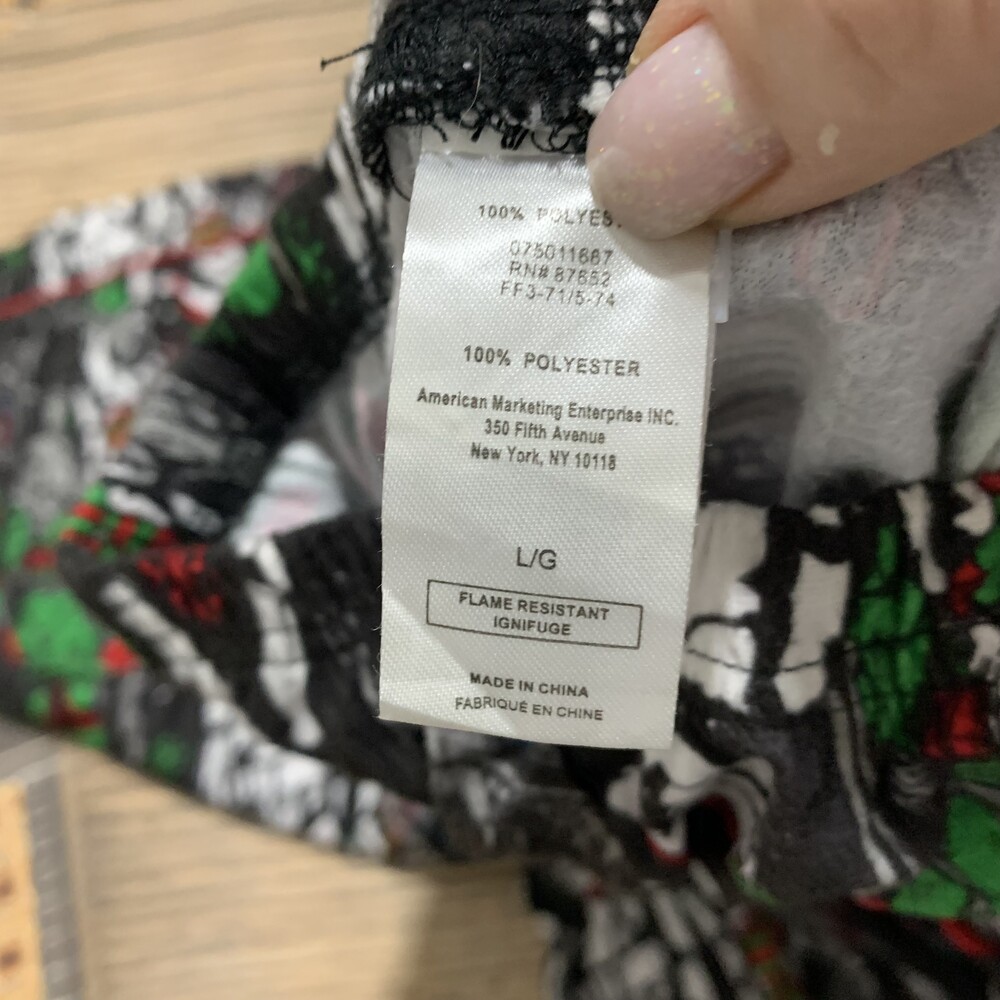 100%
075011687
RN# 87652
FF3-71/5-74
100% POLYESTER
American Marketing Enterprise INC.
350 Fifth Avenue
New York, NY 10118
L/G
FLAME RESISTANT
IGNIFUGE
MADE IN CHINA
FABRIQUÉ EN CHINE